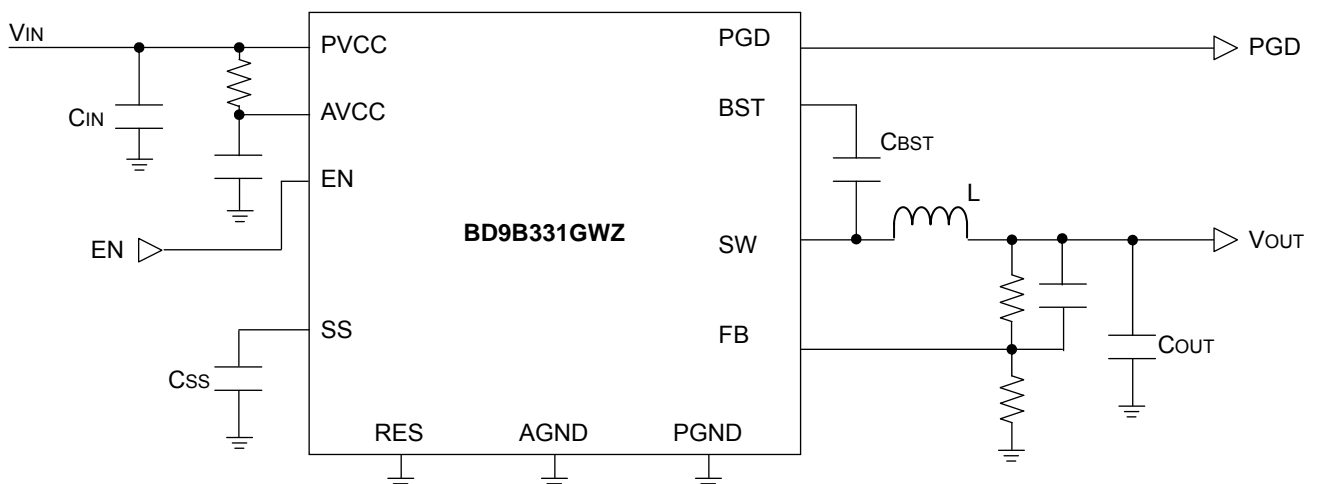 VIN
PVCC
PGD
PGD
CIN
AVCC
BST
CBST
EN
L
EN
BD9B331GWZ
SW
VOUT
SS
FB
COUT
CSS
RES
AGND
PGND